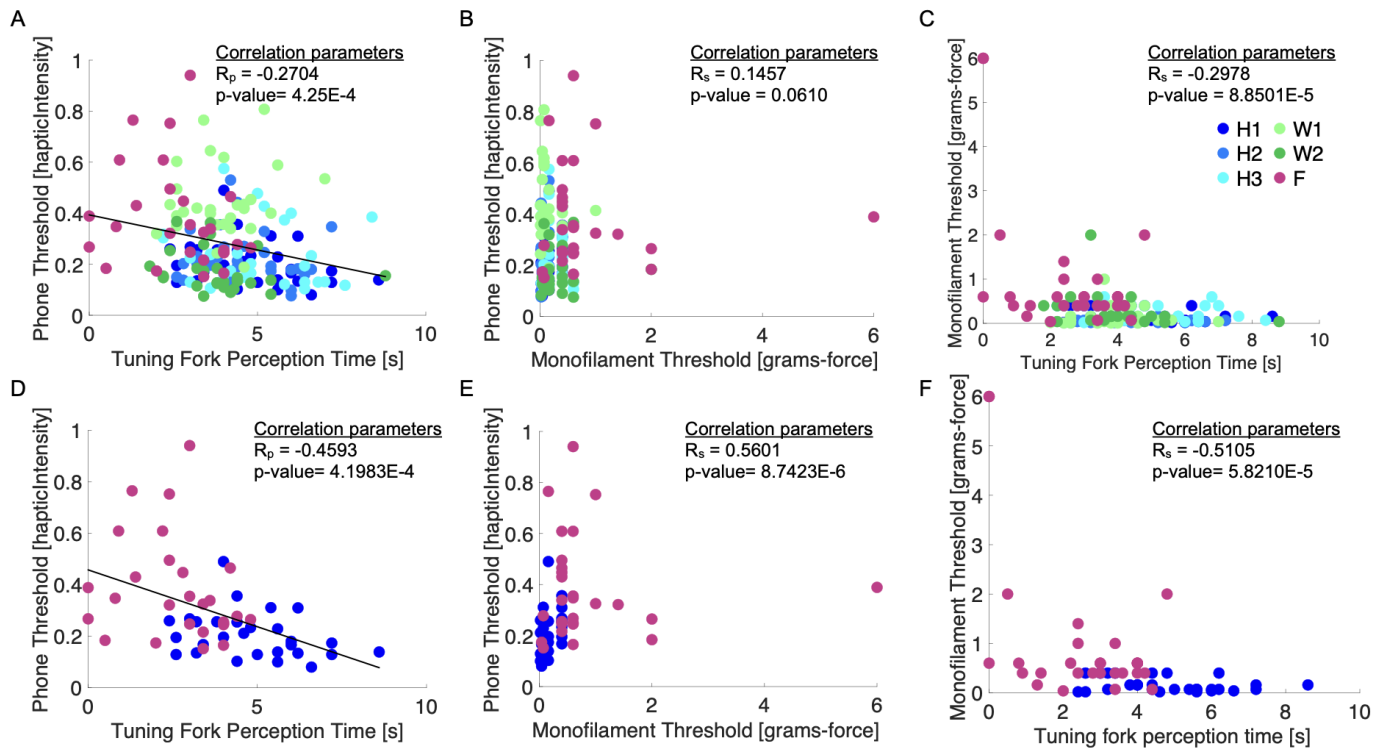 A
Correlation parameters
Rₚ = -0.2704
p-value= 4.25E-4
Phone Threshold [hapticIntensity]
1
0.8
0.6
0.4
0.2
0
0 5 10
Tuning Fork Perception Time [s]
B
Correlation parameters
Rₛ = 0.1457
p-value = 0.0610
Phone Threshold [hapticIntensity]
1
0.8
0.6
0.4
0.2
0
0 2 4 6
Monofilament Threshold [grams-force]
C
Correlation parameters
Rₛ = -0.2978
p-value = 8.8501E-5
H1 W1
H2 W2
H3 F
Monofilament Threshold [grams-force]
6
5
4
3
2
1
0
0 2 4 6 8 10
Tuning Fork Perception Time [s]
D
Correlation parameters
Rₚ = -0.4593
p-value= 4.1983E-4
Phone Threshold [hapticIntensity]
1
0.8
0.6
0.4
0.2
0
0 5 10
Tuning Fork Perception Time [s]
E
Correlation parameters
Rₛ = 0.5601
p-value= 8.7423E-6
Phone Threshold [hapticIntensity]
1
0.8
0.6
0.4
0.2
0
0 2 4 6
Monofilament Threshold [grams-force]
F
Correlation parameters
Rₛ = -0.5105
p-value= 5.8210E-5
Monofilament Threshold [grams-force]
6
5
4
3
2
1
0
0 2 4 6 8 10
Tuning fork perception time [s]